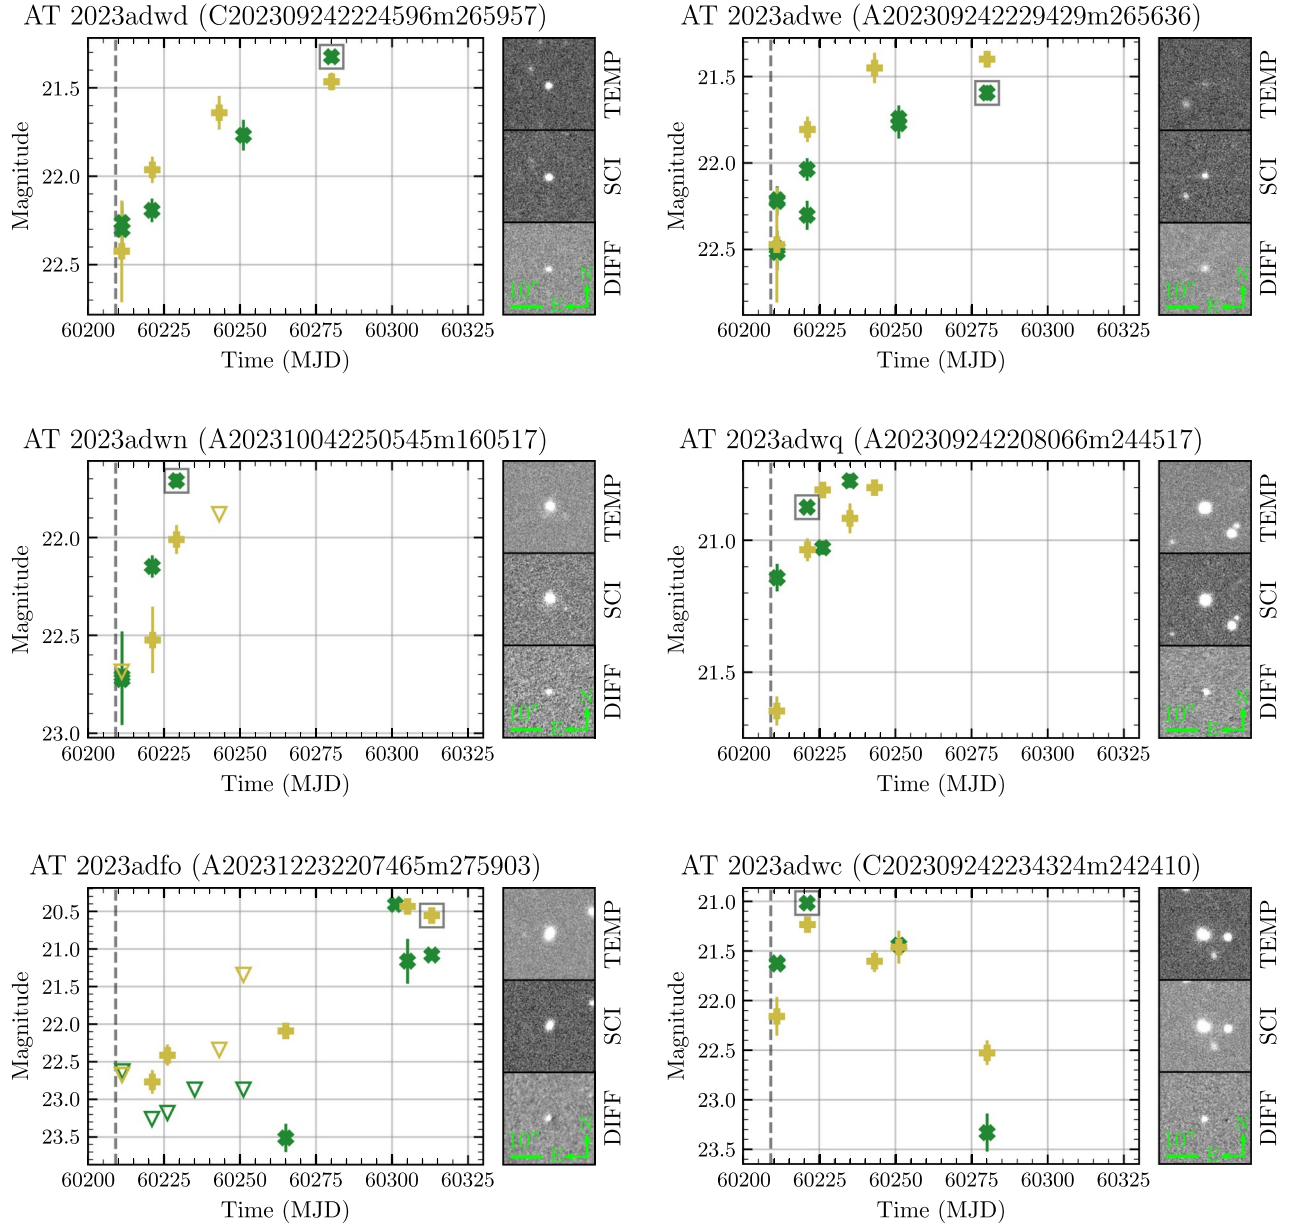 AT 2023adwd (C202309242224596m265957)
21.5
22.0
22.5
Magnitude
60200 60225 60250 60275 60300 60325
Time (MJD)
TEMP
SCI
DIFF
10"
E
N
AT 2023adwe (A202309242229429m265636)
21.5
22.0
22.5
Magnitude
60200 60225 60250 60275 60300 60325
Time (MJD)
TEMP
SCI
DIFF
10"
E
N
AT 2023adwn (A202310042250545m160517)
22.0
22.5
23.0
Magnitude
60200 60225 60250 60275 60300 60325
Time (MJD)
TEMP
SCI
DIFF
10"
E
N
AT 2023adwq (A202309242208066m244517)
21.0
21.5
Magnitude
60200 60225 60250 60275 60300 60325
Time (MJD)
TEMP
SCI
DIFF
10"
E
N
AT 2023adfo (A202312232207465m275903)
20.5
21.0
21.5
22.0
22.5
23.0
23.5
Magnitude
60200 60225 60250 60275 60300 60325
Time (MJD)
TEMP
SCI
DIFF
10"
E
N
AT 2023adwc (C202309242234324m242410)
21.0
21.5
22.0
22.5
23.0
23.5
Magnitude
60200 60225 60250 60275 60300 60325
Time (MJD)
TEMP
SCI
DIFF
10"
E
N